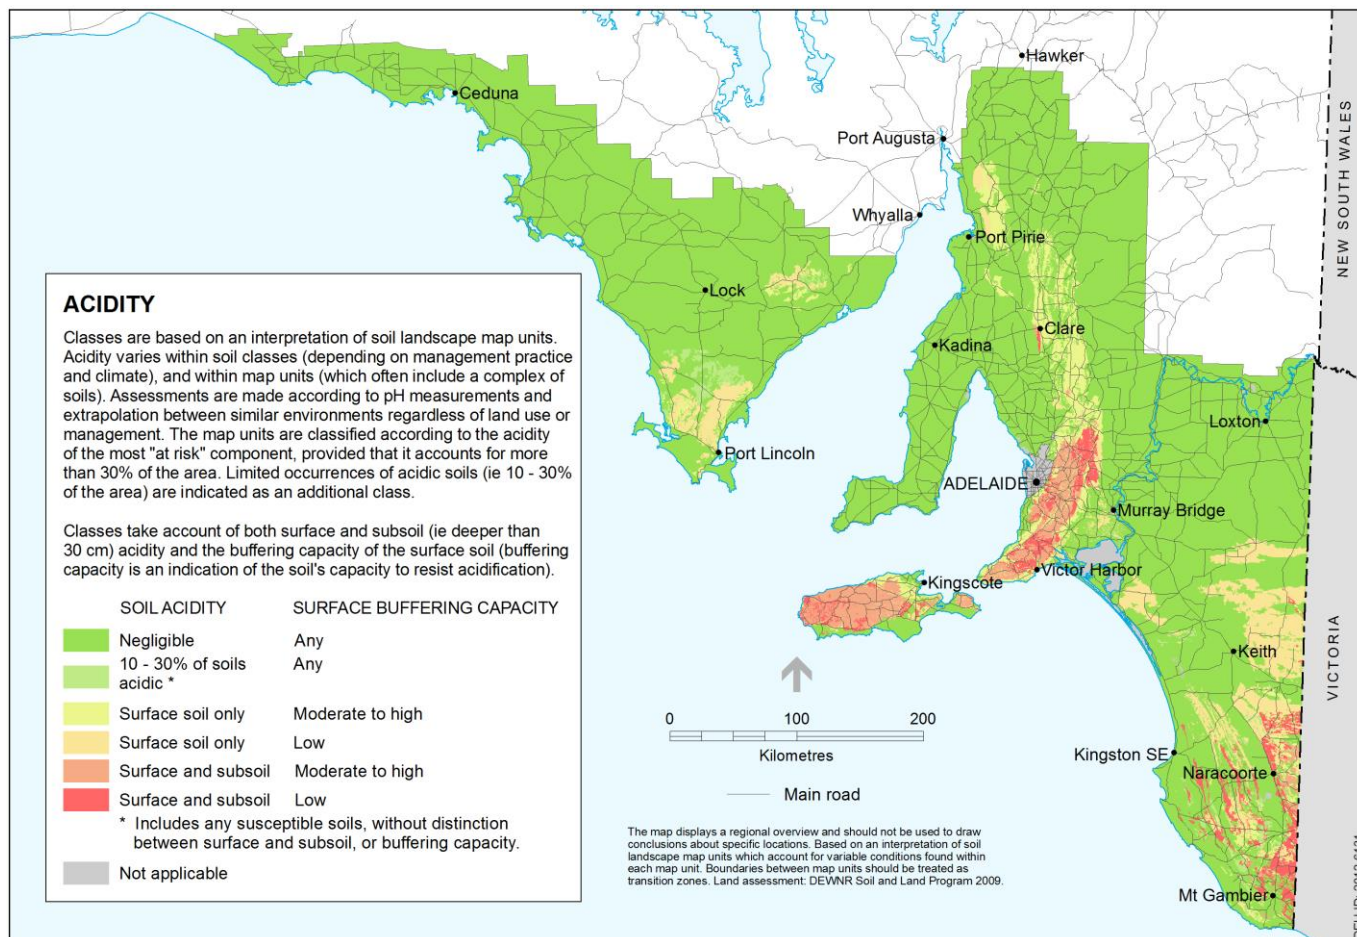 Hawker
Ceduna
Port Augusta
Whyalla
Port Pirie
NEW SOUTH WALES
Lock
Clare
Kadina
Loxton
Port Lincoln
ADELAIDE
Murray Bridge
Kingscote
Victor Harbor
Keith
VICTORIA
Kingston SE
Naracoorte
Mt Gambier
ACIDITY
Classes are based on an interpretation of soil landscape map units.
Acidity varies within soil classes (depending on management practice
and climate), and within map units (which often include a complex of
soils). Assessments are made according to pH measurements and
extrapolation between similar environments regardless of land use or
management. The map units are classified according to the acidity
of the most "at risk" component, provided that it accounts for more
than 30% of the area. Limited occurrences of acidic soils (ie 10 - 30%
of the area) are indicated as an additional class.
Classes take account of both surface and subsoil (ie deeper than
30 cm) acidity and the buffering capacity of the surface soil (buffering
capacity is an indication of the soil's capacity to resist acidification).
SOIL ACIDITY SURFACE BUFFERING CAPACITY
Negligible Any
10 - 30% of soils Any
acidic *
Surface soil only Moderate to high
Surface soil only Low
Surface and subsoil Moderate to high
Surface and subsoil Low
* Includes any susceptible soils, without distinction
between surface and subsoil, or buffering capacity.
Not applicable
0 100 200
Kilometres
Main road
The map displays a regional overview and should not be used to draw
conclusions about specific locations. Based on an interpretation of soil
landscape map units which account for variable conditions found within
each map unit. Boundaries between map units should be treated as
transition zones. Land assessment: DEWNR Soil and Land Program 2009.